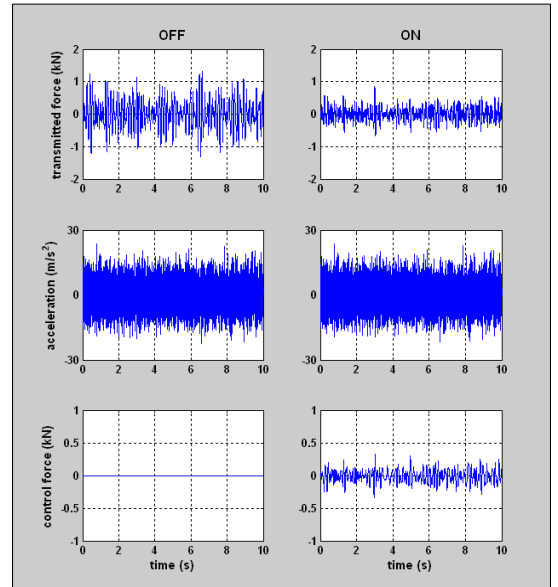 OFF ON
transmitted force (kN)
2 2
1 1
0 0
-1 -1
-2 -2
0 2 4 6 8 10 0 2 4 6 8 10
acceleration (m/s²)
30 30
0 0
-30 -30
0 2 4 6 8 10 0 2 4 6 8 10
control force (kN)
1 1
0.5 0.5
0 0
-0.5 -0.5
-1 -1
0 2 4 6 8 10 0 2 4 6 8 10
time (s) time (s)